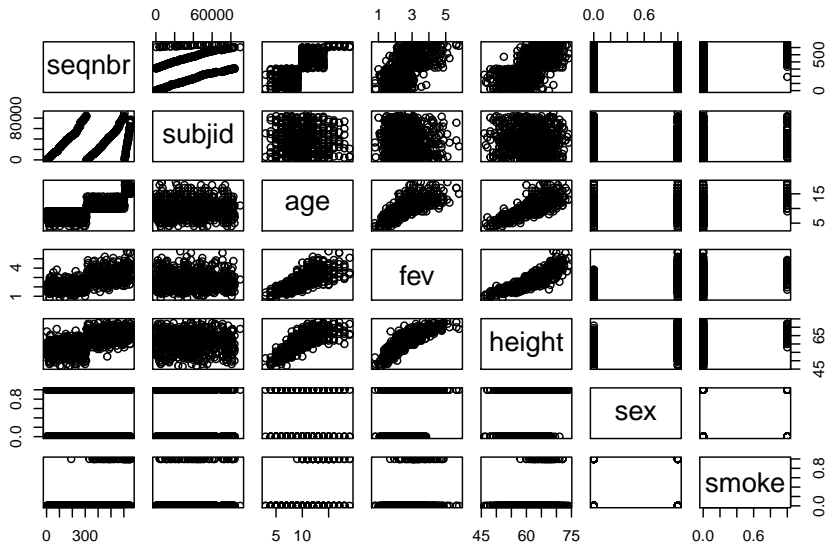 0 60000 1 3 5 0.0 0.6
seqnbr 0 500
0 80000 subjid
age 5 15
1 4 fev
height 45 65
0.0 0.8 sex
smoke 0.0 0.8
0 300 5 10 45 60 75 0.0 0.6